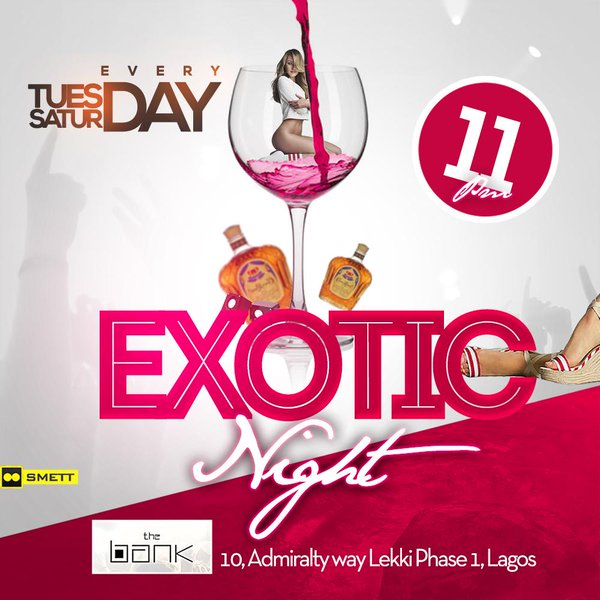 EVERY
TUES
SATURDAY
11
Pm
EXOTIC
Night
SMETT
the
bank
10, Admiralty way Lekki Phase 1, Lagos